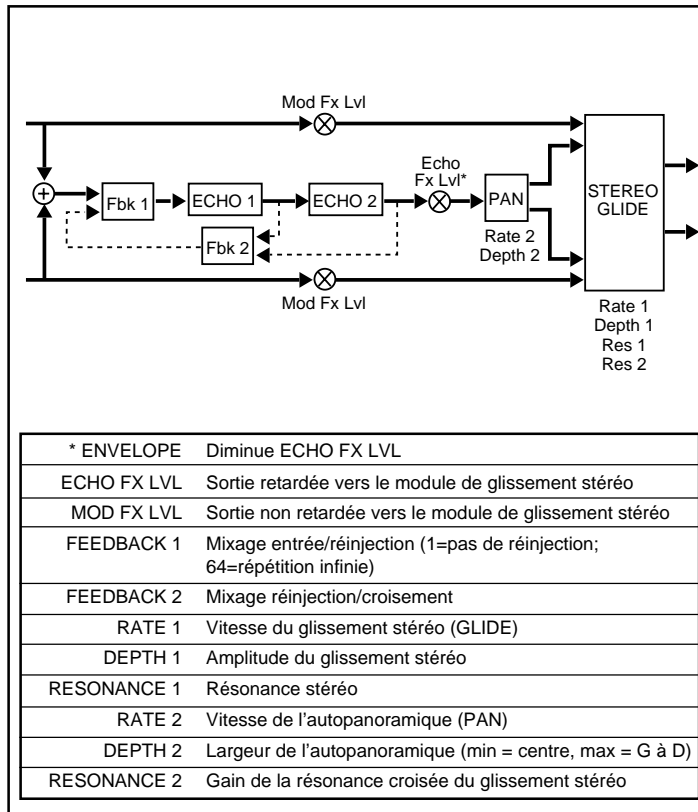 Mod Fx Lvl
Echo
Fx Lvl*
+
Fbk 1
ECHO 1
ECHO 2
PAN
STEREO
GLIDE
Fbk 2
Rate 2
Depth 2
Mod Fx Lvl
Rate 1
Depth 1
Res 1
Res 2
* ENVELOPE Diminue ECHO FX LVL
ECHO FX LVL Sortie retardée vers le module de glissement stéréo
MOD FX LVL Sortie non retardée vers le module de glissement stéréo
FEEDBACK 1 Mixage entrée/réinjection (1=pas de réinjection;
64=répétition infinie)
FEEDBACK 2 Mixage réinjection/croisement
RATE 1 Vitesse du glissement stéréo (GLIDE)
DEPTH 1 Amplitude du glissement stéréo
RESONANCE 1 Résonance stéréo
RATE 2 Vitesse de l’autopanoramique (PAN)
DEPTH 2 Largeur de l’autopanoramique (min = centre, max = G à D)
RESONANCE 2 Gain de la résonance croisée du glissement stéréo